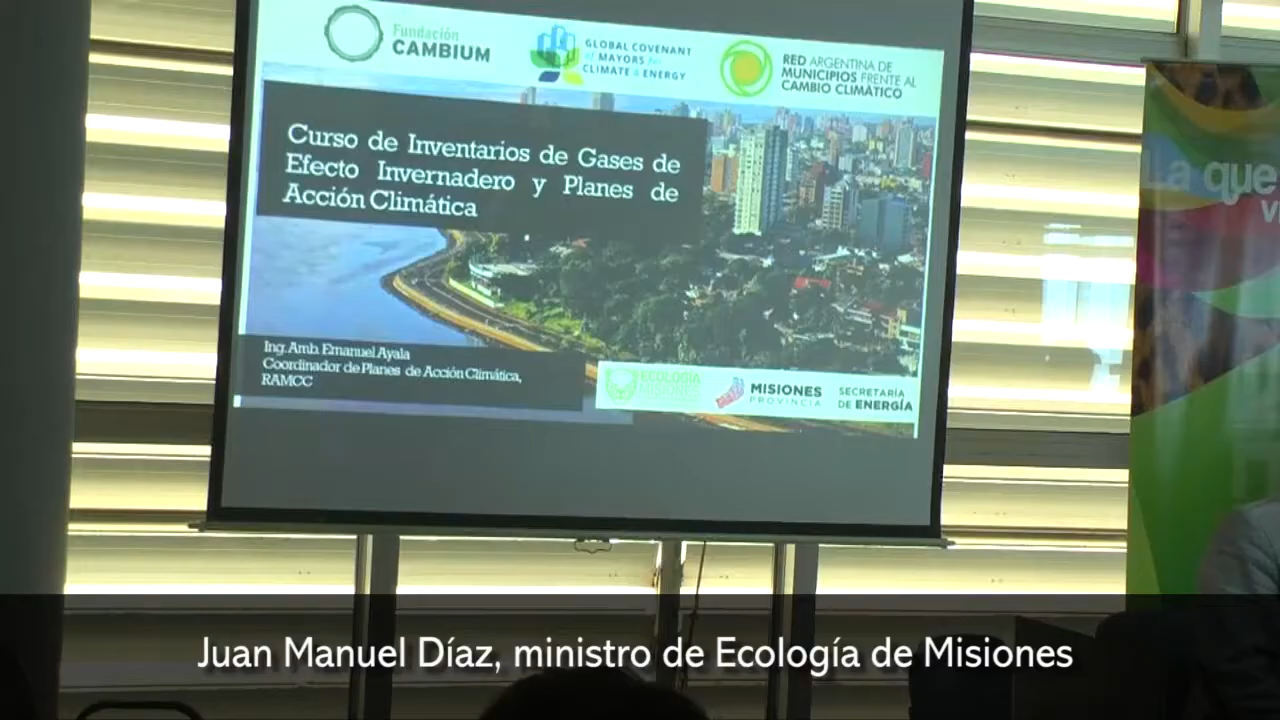 Fundación
CAMBIUM
GLOBAL COVENANT
of MAYORS for
CLIMATE & ENERGY
RED ARGENTINA DE
MUNICIPIOS FRENTE AL
CAMBIO CLIMÁTICO
Curso de Inventarios de Gases de
Efecto Invernadero y Planes de
Acción Climática
La que
Ing. Amb. Emanuel Ayala
Coordinador de Planes de Acción Climática,
RAMCC
ECOLOGÍA
MISIONES
PROVINCIA
SECRETARÍA
DE ENERGÍA
Juan Manuel Díaz, ministro de Ecología de Misiones